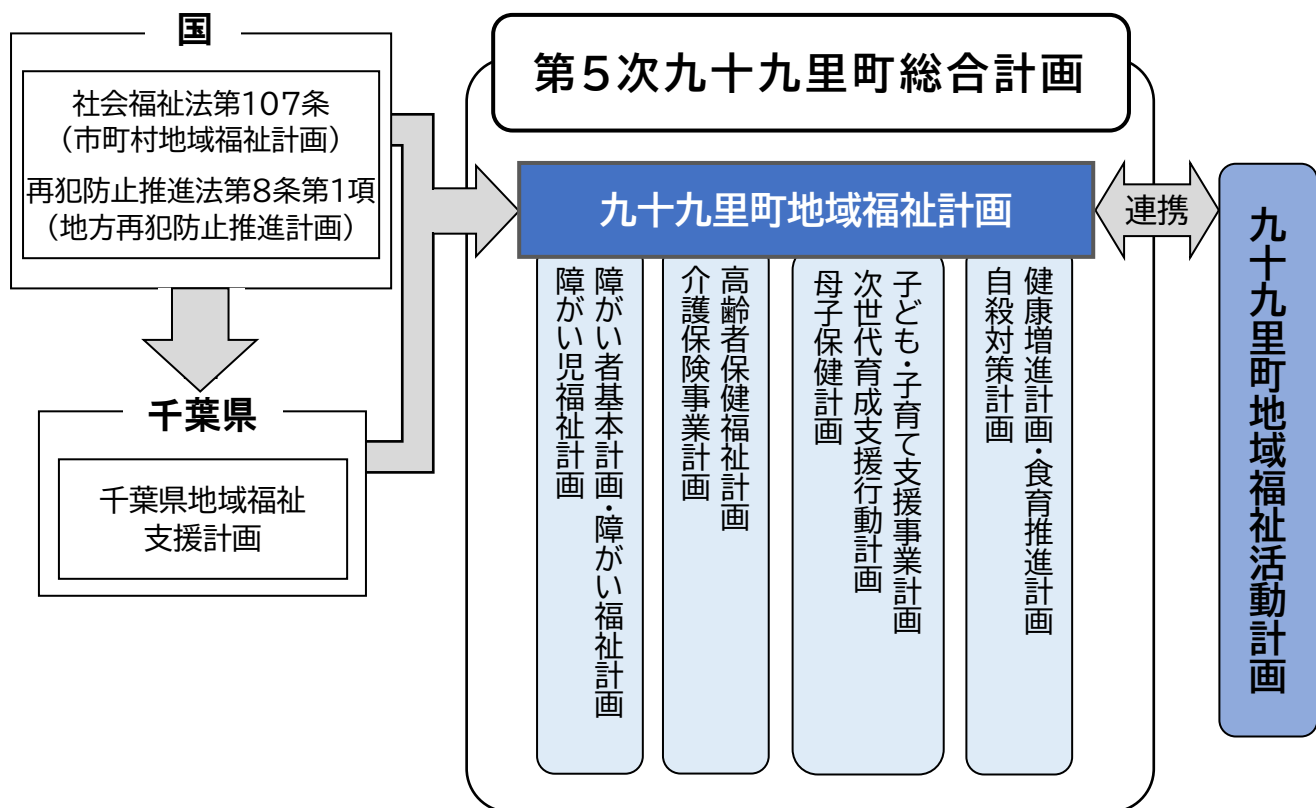 国
社会福祉法第107条
（市町村地域福祉計画）
再犯防止推進法第8条第1項
（地方再犯防止推進計画）
千葉県
千葉県地域福祉
支援計画
第5次九十九里町総合計画
九十九里町地域福祉計画
障がい者基本計画・障がい福祉計画
障がい児福祉計画
高齢者保健福祉計画
介護保険事業計画
子ども・子育て支援事業計画
次世代育成支援行動計画
母子保健計画
健康増進計画・食育推進計画
自殺対策計画
連携
九十九里町地域福祉活動計画